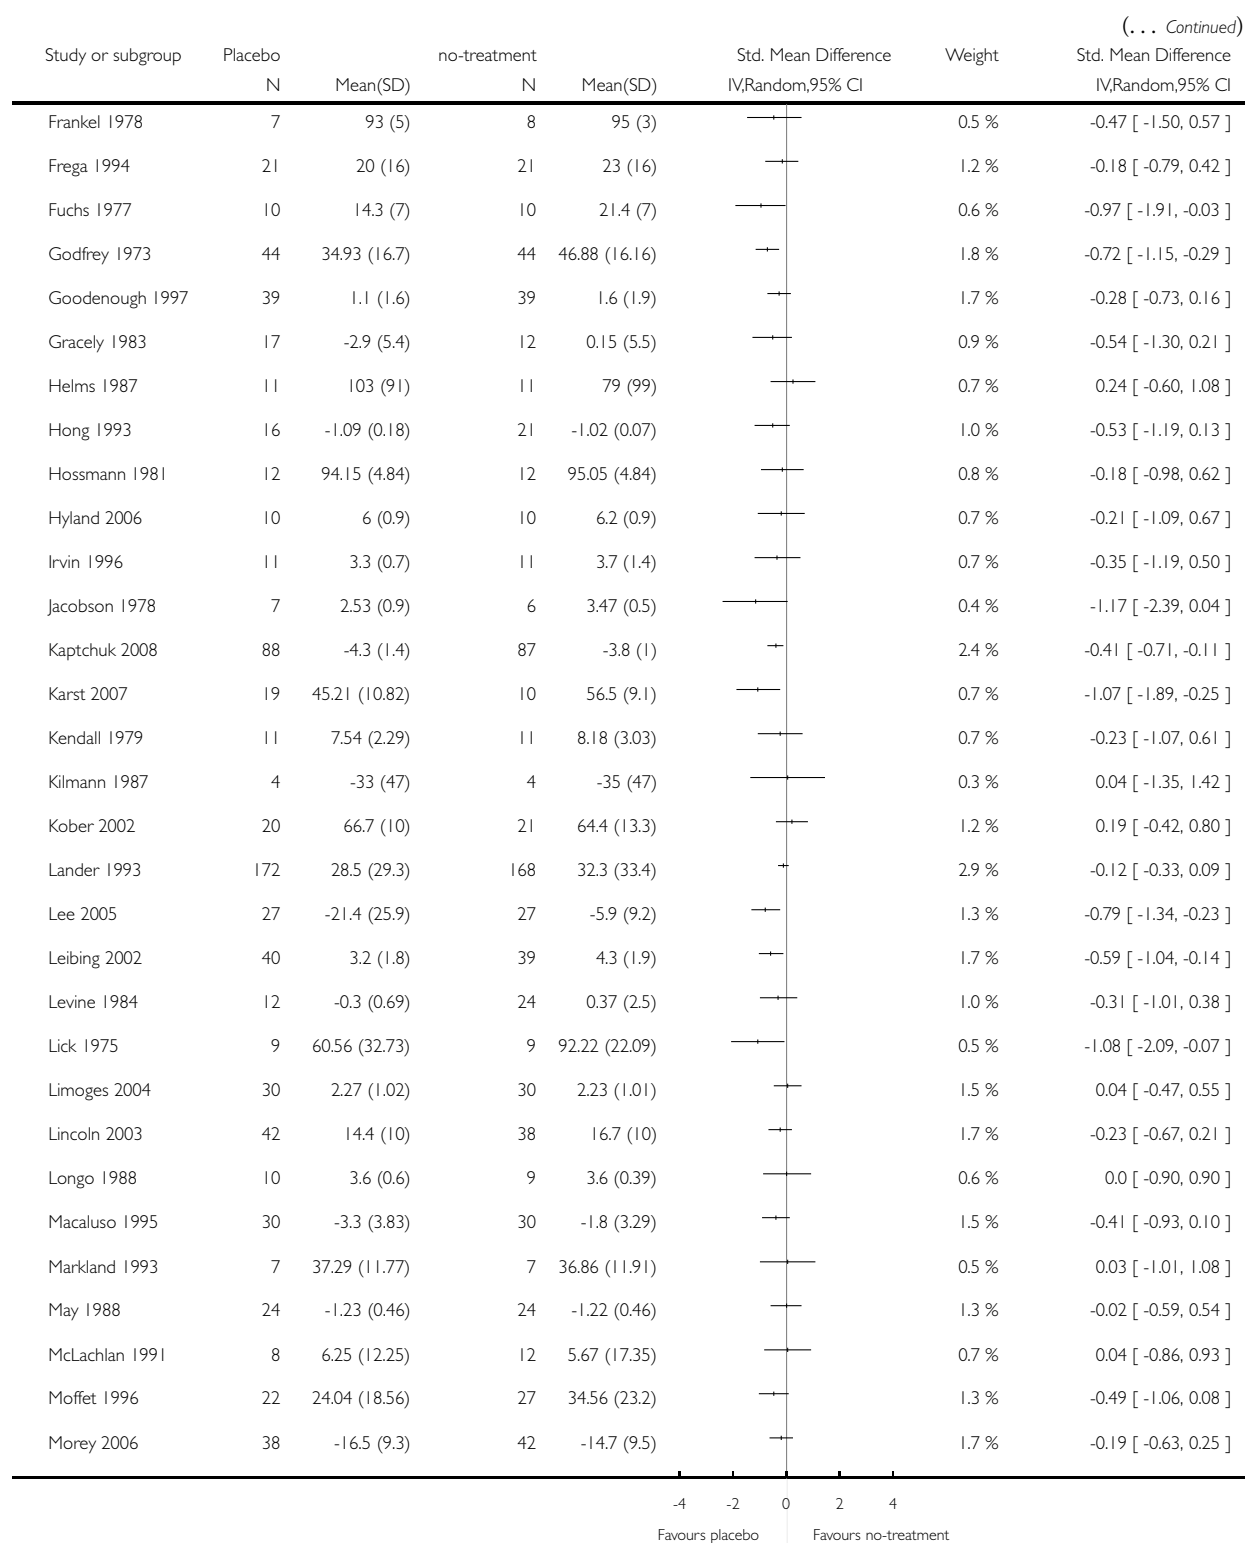 (... Continued)
Study or subgroup Placebo no-treatment Std. Mean Difference Weight Std. Mean Difference
N Mean(SD) N Mean(SD) IV,Random,95% CI IV,Random,95% CI
Frankel 1978 7 93 (5) 8 95 (3) 0.5 % -0.47 [ -1.50, 0.57 ]
Frega 1994 21 20 (16) 21 23 (16) 1.2 % -0.18 [ -0.79, 0.42 ]
Fuchs 1977 10 14.3 (7) 10 21.4 (7) 0.6 % -0.97 [ -1.91, -0.03 ]
Godfrey 1973 44 34.93 (16.7) 44 46.88 (16.16) 1.8 % -0.72 [ -1.15, -0.29 ]
Goodenough 1997 39 1.1 (1.6) 39 1.6 (1.9) 1.7 % -0.28 [ -0.73, 0.16 ]
Gracely 1983 17 -2.9 (5.4) 12 0.15 (5.5) 0.9 % -0.54 [ -1.30, 0.21 ]
Helms 1987 11 103 (91) 11 79 (99) 0.7 % 0.24 [ -0.60, 1.08 ]
Hong 1993 16 -1.09 (0.18) 21 -1.02 (0.07) 1.0 % -0.53 [ -1.19, 0.13 ]
Hossmann 1981 12 94.15 (4.84) 12 95.05 (4.84) 0.8 % -0.18 [ -0.98, 0.62 ]
Hyland 2006 10 6 (0.9) 10 6.2 (0.9) 0.7 % -0.21 [ -1.09, 0.67 ]
Irvin 1996 11 3.3 (0.7) 11 3.7 (1.4) 0.7 % -0.35 [ -1.19, 0.50 ]
Jacobson 1978 7 2.53 (0.9) 6 3.47 (0.5) 0.4 % -1.17 [ -2.39, 0.04 ]
Kaptchuk 2008 88 -4.3 (1.4) 87 -3.8 (1) 2.4 % -0.41 [ -0.71, -0.11 ]
Karst 2007 19 45.21 (10.82) 10 56.5 (9.1) 0.7 % -1.07 [ -1.89, -0.25 ]
Kendall 1979 11 7.54 (2.29) 11 8.18 (3.03) 0.7 % -0.23 [ -1.07, 0.61 ]
Kilmann 1987 4 -33 (47) 4 -35 (47) 0.3 % 0.04 [ -1.35, 1.42 ]
Kober 2002 20 66.7 (10) 21 64.4 (13.3) 1.2 % 0.19 [ -0.42, 0.80 ]
Lander 1993 172 28.5 (29.3) 168 32.3 (33.4) 2.9 % -0.12 [ -0.33, 0.09 ]
Lee 2005 27 -21.4 (25.9) 27 -5.9 (9.2) 1.3 % -0.79 [ -1.34, -0.23 ]
Leibing 2002 40 3.2 (1.8) 39 4.3 (1.9) 1.7 % -0.59 [ -1.04, -0.14 ]
Levine 1984 12 -0.3 (0.69) 24 0.37 (2.5) 1.0 % -0.31 [ -1.01, 0.38 ]
Lick 1975 9 60.56 (32.73) 9 92.22 (22.09) 0.5 % -1.08 [ -2.09, -0.07 ]
Limoges 2004 30 2.27 (1.02) 30 2.23 (1.01) 1.5 % 0.04 [ -0.47, 0.55 ]
Lincoln 2003 42 14.4 (10) 38 16.7 (10) 1.7 % -0.23 [ -0.67, 0.21 ]
Longo 1988 10 3.6 (0.6) 9 3.6 (0.39) 0.6 % 0.0 [ -0.90, 0.90 ]
Macaluso 1995 30 -3.3 (3.83) 30 -1.8 (3.29) 1.5 % -0.41 [ -0.93, 0.10 ]
Markland 1993 7 37.29 (11.77) 7 36.86 (11.91) 0.5 % 0.03 [ -1.01, 1.08 ]
May 1988 24 -1.23 (0.46) 24 -1.22 (0.46) 1.3 % -0.02 [ -0.59, 0.54 ]
McLachlan 1991 8 6.25 (12.25) 12 5.67 (17.35) 0.7 % 0.04 [ -0.86, 0.93 ]
Moffet 1996 22 24.04 (18.56) 27 34.56 (23.2) 1.3 % -0.49 [ -1.06, 0.08 ]
Morey 2006 38 -16.5 (9.3) 42 -14.7 (9.5) 1.7 % -0.19 [ -0.63, 0.25 ]
-4 -2 0 2 4
Favours placebo Favours no-treatment